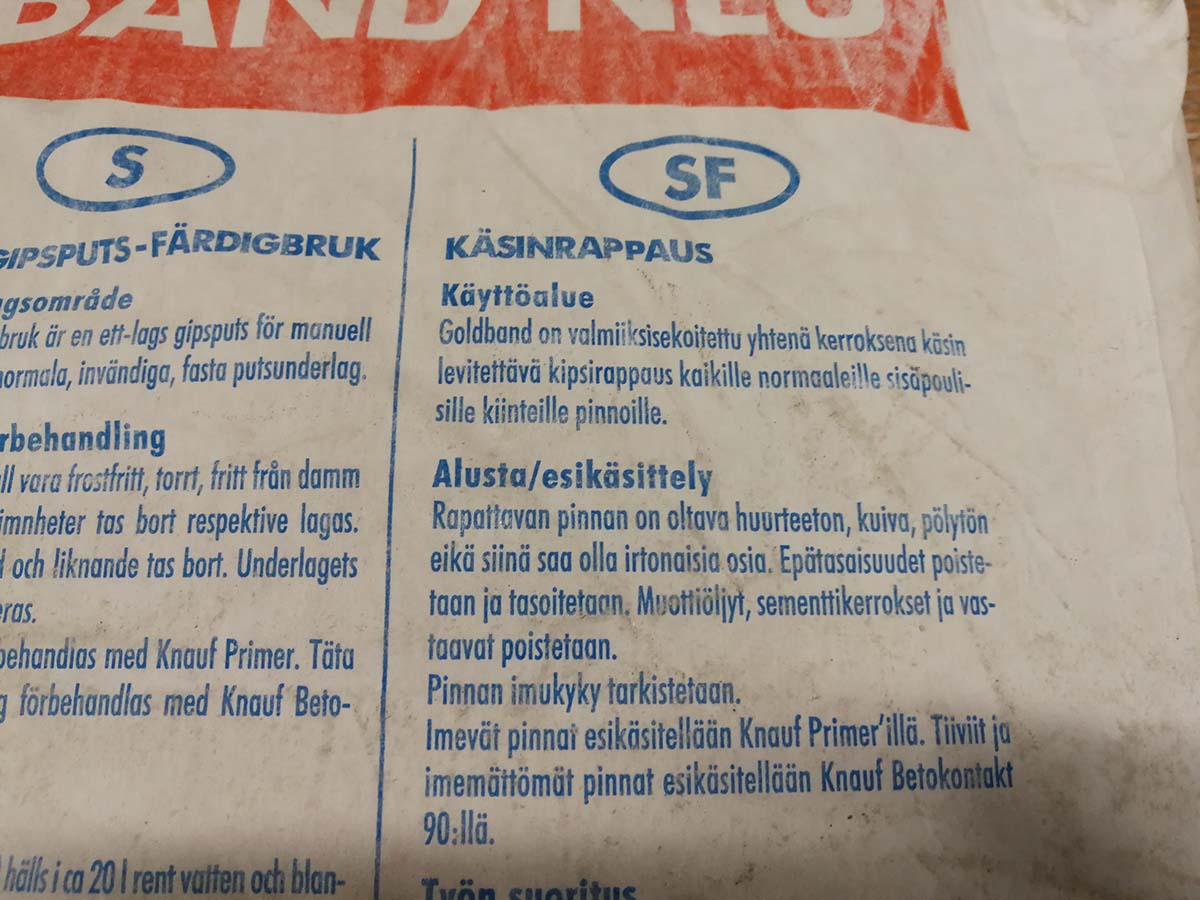 BAND NEU
S
GIPSPUTS-FÄRDIGBRUK
gsområde
bruk är en ett-lags gipsputs för manuell
normala, invändiga, fasta putsunderlag.
rbehandling
ll vara frostfritt, torrt, fritt från damm
imnheter tas bort respektive lagas.
d och liknande tas bort. Underlagets
eras.
behandlas med Knauf Primer. Täta
g förbehandlas med Knauf Beto-
hälls i ca 20 l rent vatten och blan-
SF
KÄSINRAPPAUS
Käyttöalue
Goldband on valmiiksisekoitettu yhtenä kerroksena käsin
levitettävä kipsirappaus kaikille normaaleille sisäpouli-
sille kiinteille pinnoille.
Alusta/esikäsittely
Rapattavan pinnan on oltava huurteeton, kuiva, pölytön
eikä siinä saa olla irtonaisia osia. Epätasaisuudet poiste-
taan ja tasoitetaan. Muottiöljyt, sementtikerrokset ja vas-
taavat poistetaan.
Pinnan imukyky tarkistetaan.
Imevät pinnat esikäsitellään Knauf Primer'illä. Tiiviit ja
imemättömät pinnat esikäsitellään Knauf Betokontakt
90:llä.
Työn suoritus